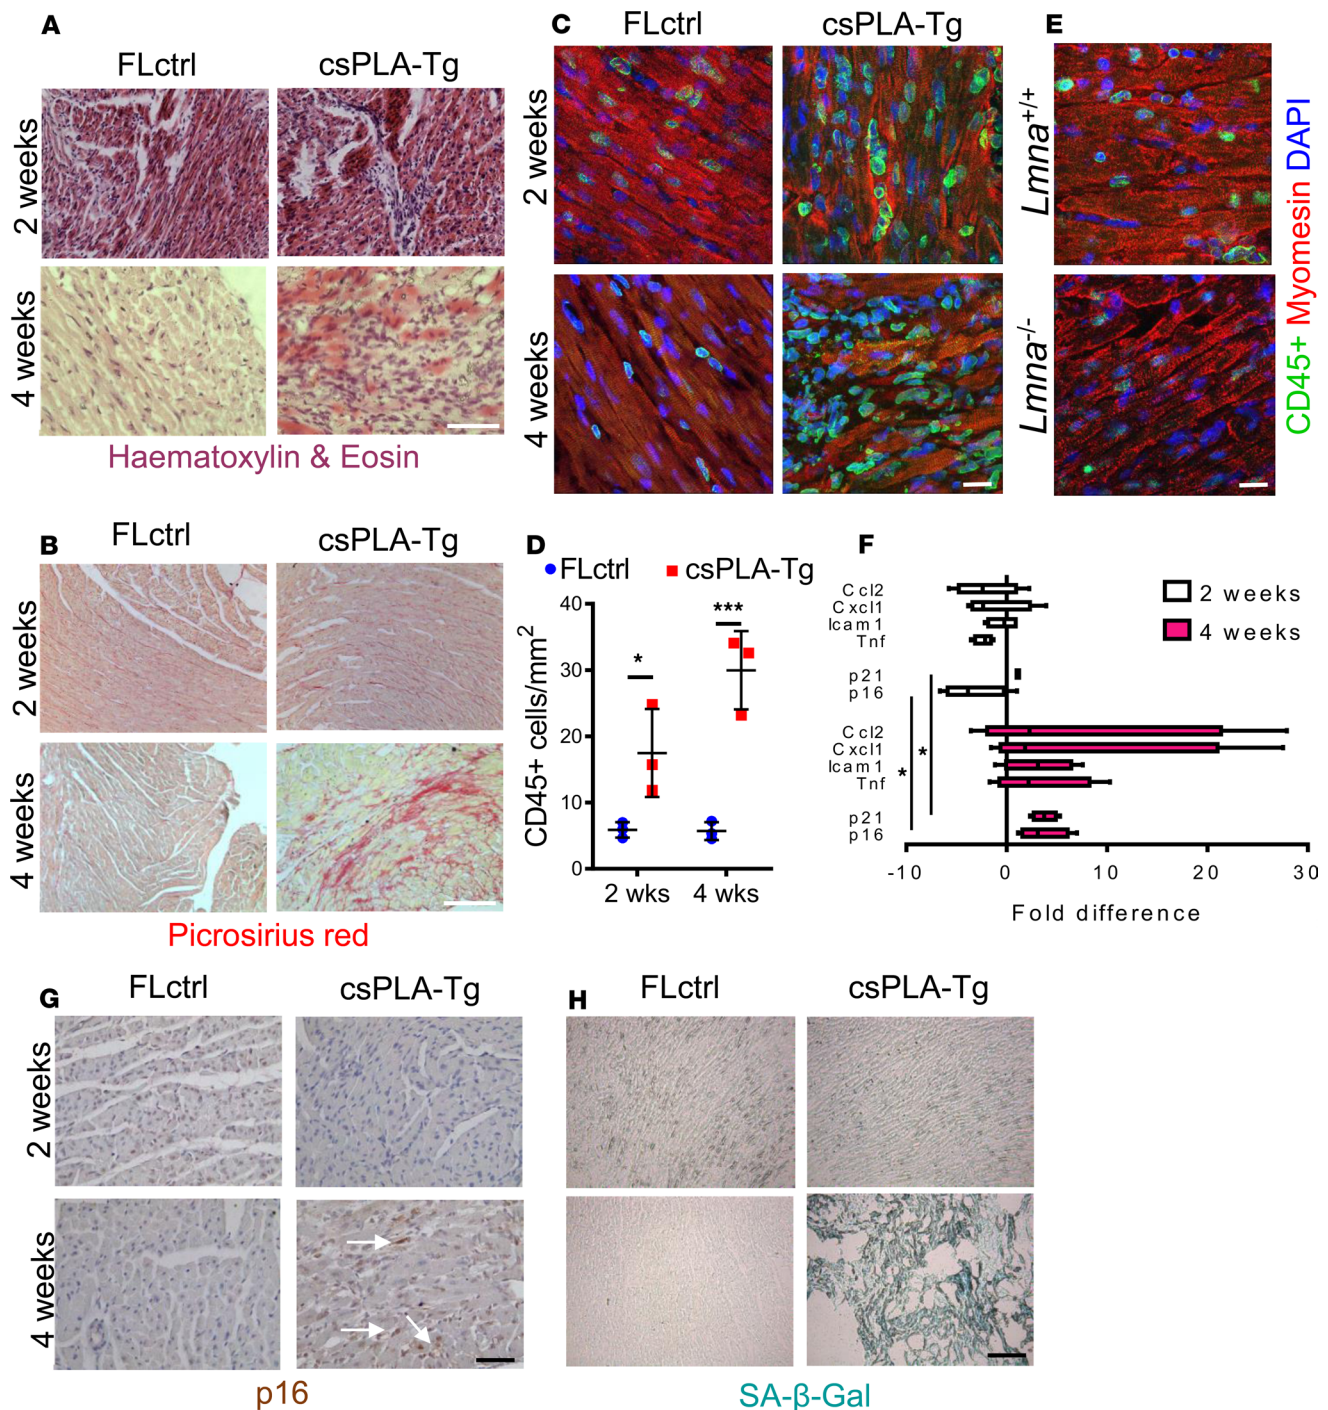 A
FLctrl
csPLA-Tg
2 weeks
4 weeks
Haematoxylin & Eosin
B
FLctrl
csPLA-Tg
2 weeks
4 weeks
Picrosirius red
C
FLctrl
csPLA-Tg
2 weeks
4 weeks
D
FLctrl
csPLA-Tg
CD45+ cells/mm²
40
30
20
10
0
*
***
2 wks
4 wks
E
Lmna+/+
Lmna-/-
CD45+ Myomesin DAPI
F
2 weeks
4 weeks
Ccl2
Cxcl1
Icam1
Tnf
p21
p16
Ccl2
Cxcl1
Icam1
Tnf
p21
p16
*
*
-10
0
10
20
30
Fold difference
G
FLctrl
csPLA-Tg
2 weeks
4 weeks
p16
H
FLctrl
csPLA-Tg
SA-β-Gal